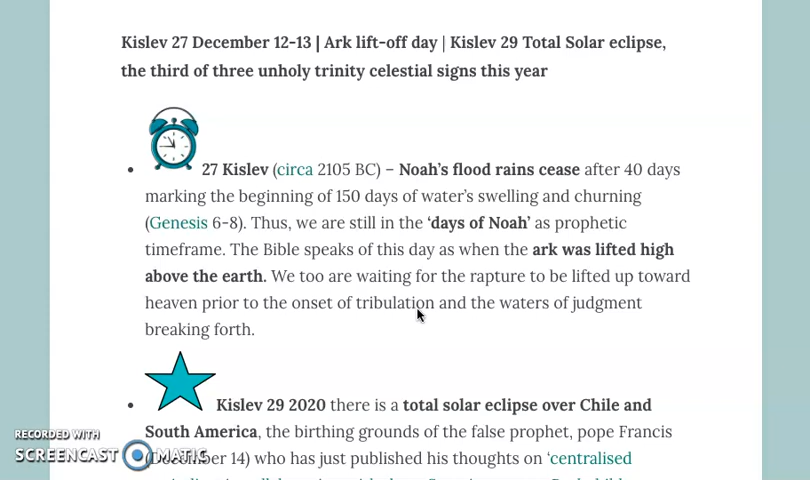 Kislev 27 December 12-13 | Ark lift-off day | Kislev 29 Total Solar eclipse,
the third of three unholy trinity celestial signs this year
• 27 Kislev (circa 2105 BC) – Noah’s flood rains cease after 40 days
marking the beginning of 150 days of water’s swelling and churning
(Genesis 6-8). Thus, we are still in the ‘days of Noah’ as prophetic
timeframe. The Bible speaks of this day as when the ark was lifted high
above the earth. We too are waiting for the rapture to be lifted up toward
heaven prior to the onset of tribulation and the waters of judgment
breaking forth.
• Kislev 29 2020 there is a total solar eclipse over Chile and
South America, the birthing grounds of the false prophet, pope Francis
(December 14) who has just published his thoughts on ‘centralised
RECORDED WITH
SCREENCAST MATIC